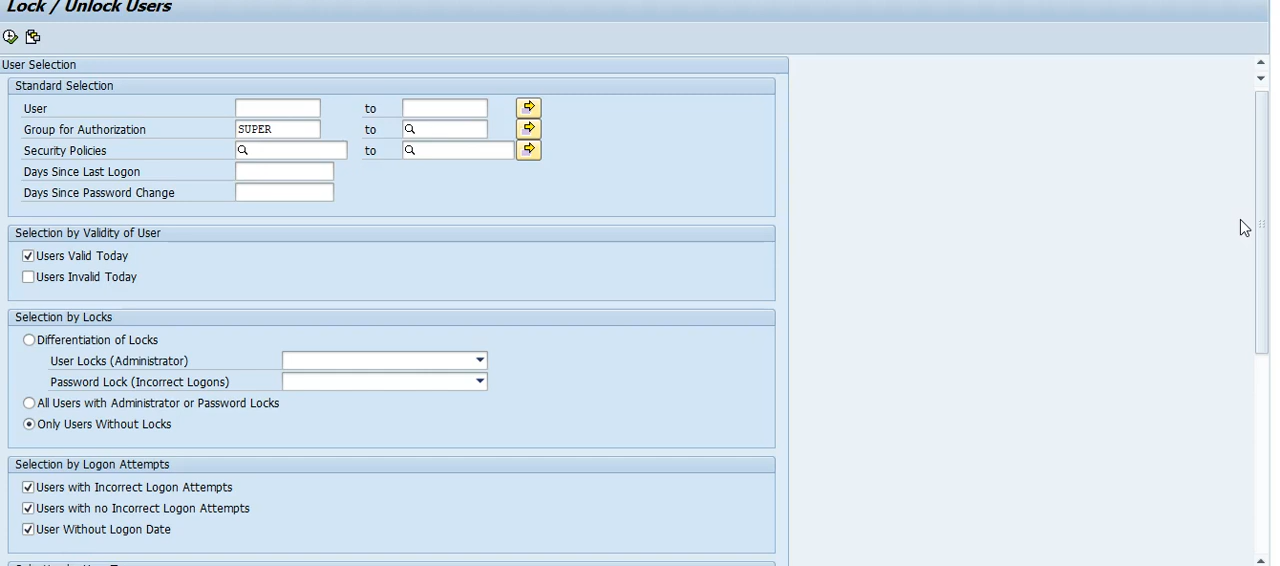 Lock / Unlock Users
User Selection
Standard Selection
User to
Group for Authorization SUPER to
Security Policies to
Days Since Last Logon
Days Since Password Change
Selection by Validity of User
Users Valid Today
Users Invalid Today
Selection by Locks
Differentiation of Locks
User Locks (Administrator)
Password Lock (Incorrect Logons)
All Users with Administrator or Password Locks
Only Users Without Locks
Selection by Logon Attempts
Users with Incorrect Logon Attempts
Users with no Incorrect Logon Attempts
User Without Logon Date